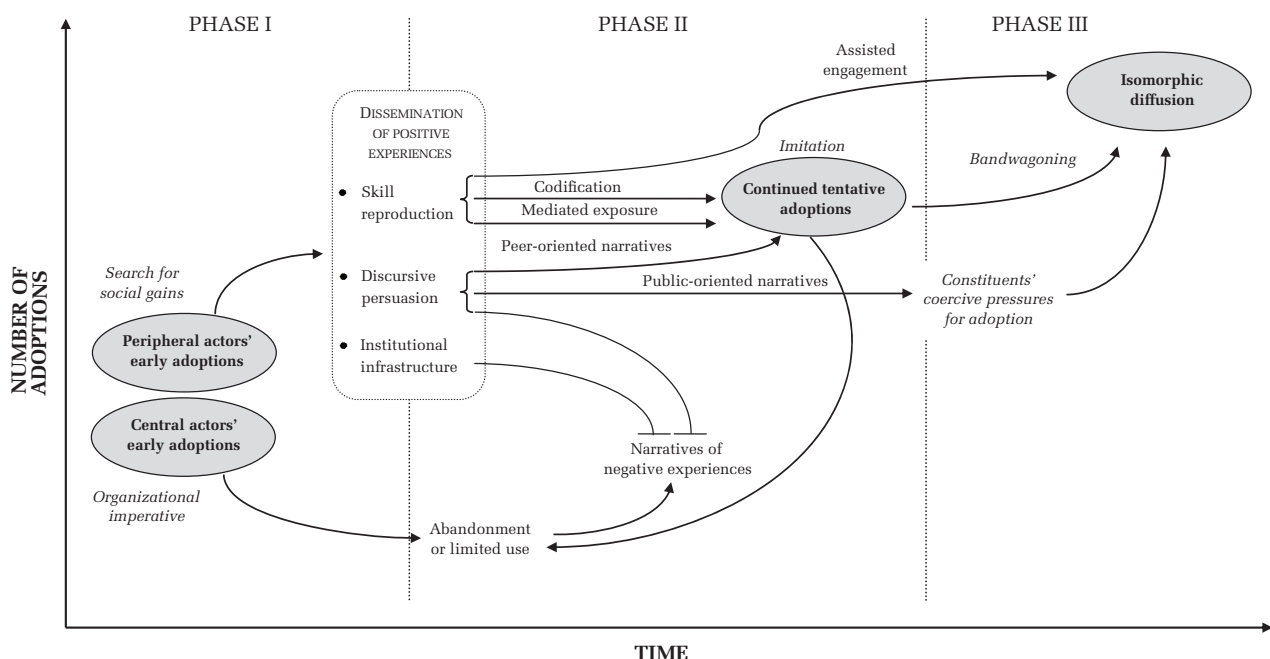 PHASE I
PHASE II
PHASE III
Assisted
engagement
Isomorphic
diffusion
DISSEMINATION
OF POSITIVE
EXPERIENCES
Imitation
Bandwagoning
• Skill
reproduction
Codification
Mediated exposure
Continued tentative
adoptions
Peer-oriented narratives
Search for
social gains
• Discursive
persuasion
Public-oriented narratives
Constituents’
coercive pressures
for adoption
NUMBER OF
ADOPTIONS
Peripheral actors’
early adoptions
• Institutional
infrastructure
Central actors’
early adoptions
Narratives of
negative experiences
Organizational
imperative
Abandonment
or limited use
TIME